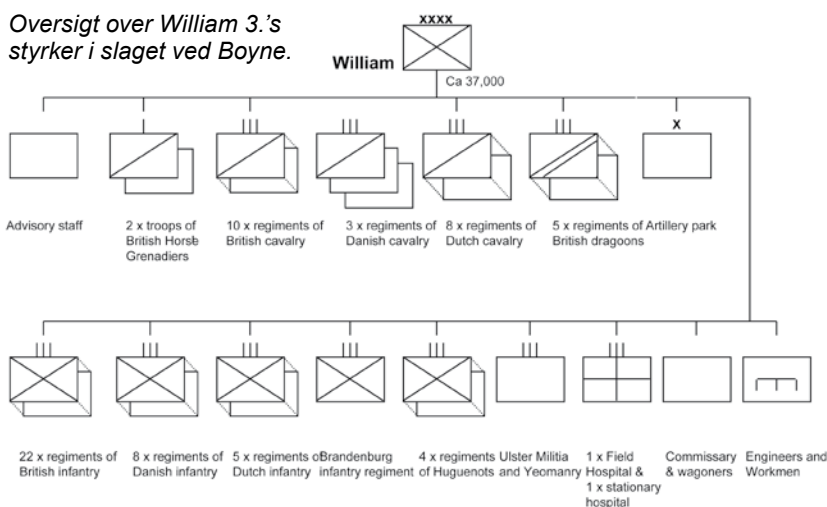 Oversigt over William 3.'s
styrker i slaget ved Boyne.
xxxx
William
Ca 37,000
x
Advisory staff
2 x troops of
British Horse
Grenadiers
10 x regiments of
British cavalry
3 x regiments of
Danish cavalry
8 x regiments of
Dutch cavalry
5 x regiments of
British dragoons
Artillery park
22 x regiments of
British infantry
8 x regiments of
Danish infantry
5 x regiments of
Dutch infantry
Brandenburg
infantry regiment
4 x regiments
of Huguenots
Ulster Militia
and Yeomanry
1 x Field
Hospital &
1 x stationary
hospital
Commissary
& wagoners
Engineers and
Workmen